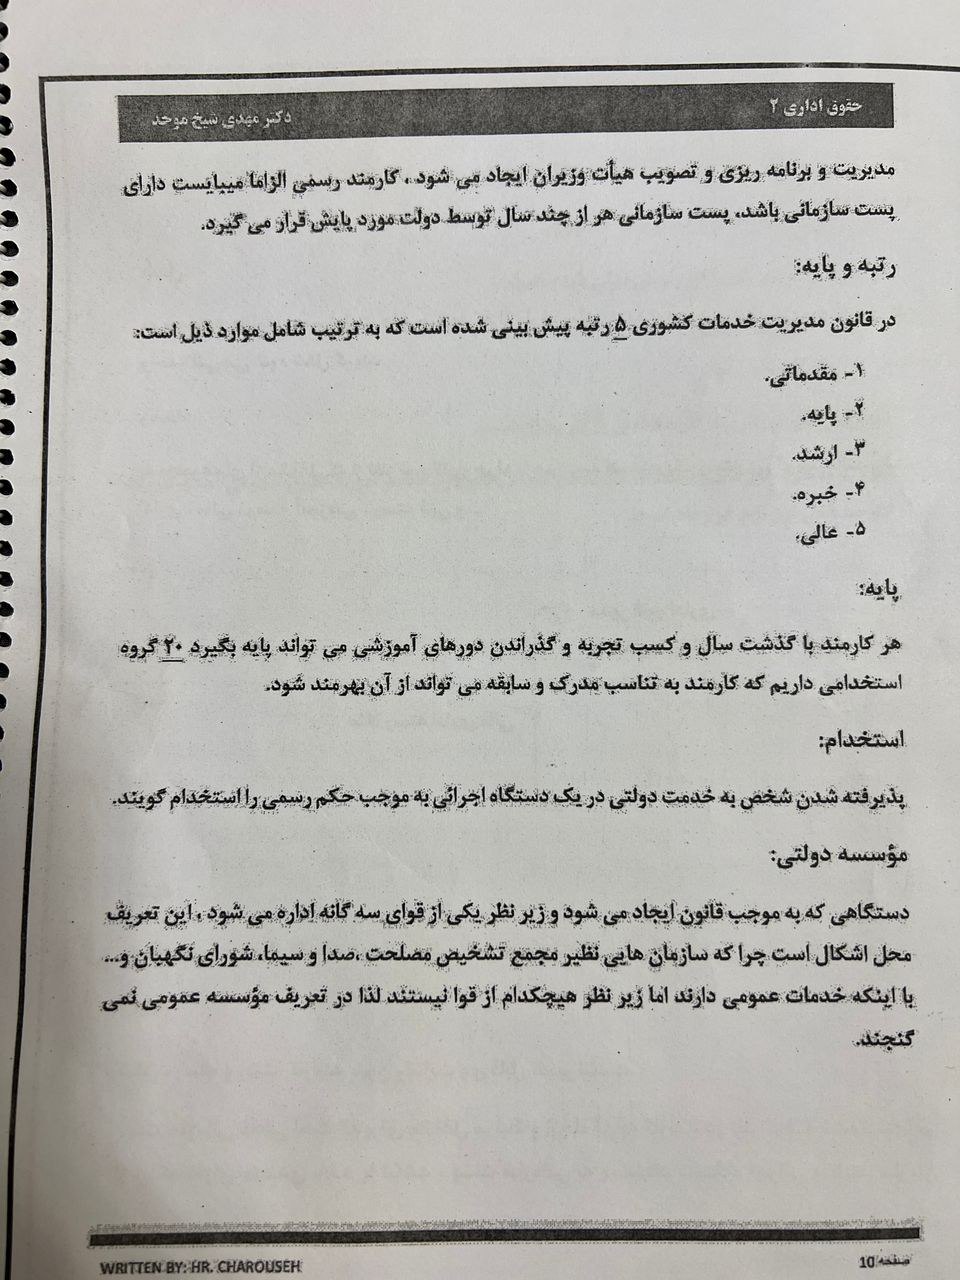 حقوق اداری ۲
دکتر مهدی شیخ موحد
مدیریت و برنامه ریزی و تصویب هیأت وزیران ایجاد می شود ، کارمند رسمی الزاما میبایست دارای
پست سازمانی باشد، پست سازمانی هر از چند سال توسط دولت مورد پایش قرار می گیرد.
رتبه و پایه:
در قانون مدیریت خدمات کشوری ۵ رتبه پیش بینی شده است که به ترتیب شامل موارد ذیل است:
۱- مقدماتی.
۲- پایه.
۳- ارشد.
۴- خبره.
۵- عالی.
پایه:
هر کارمند با گذشت سال و کسب تجربه و گذراندن دورهای آموزشی می تواند پایه بگیرد ۲۰ گروه
استخدامی داریم که کارمند به تناسب مدرک و سابقه می تواند از آن بهرمند شود.
استخدام:
پذیرفته شدن شخص به خدمت دولتی در یک دستگاه اجرائی به موجب حکم رسمی را استخدام گویند.
مؤسسه دولتی:
دستگاهی که به موجب قانون ایجاد می شود و زیر نظر یکی از قوای سه گانه اداره می شود ، این تعریف
محل اشکال است چرا که سازمان هایی نظیر مجمع تشخیص مصلحت ،صدا و سیما، شورای نگهبان و...
با اینکه خدمات عمومی دارند اما زیر نظر هیچکدام از قوا نیستند لذا در تعریف مؤسسه عمومی نمی
گنجند.
صفحه 10
WRITTEN BY: HR. CHAROUSEH